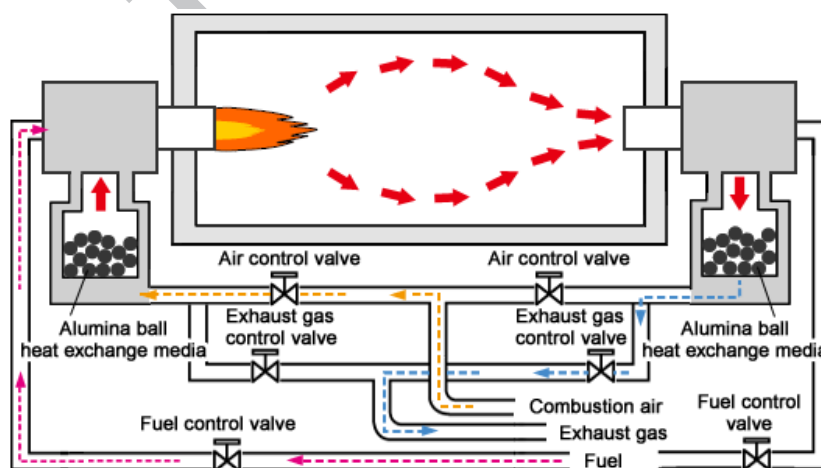 Air control valve
Air control valve
Exhaust gas
control valve
Exhaust gas
control valve
Alumina ball
heat exchange media
Alumina ball
heat exchange media
Fuel control valve
Combustion air
Exhaust gas
Fuel
Fuel control
valve